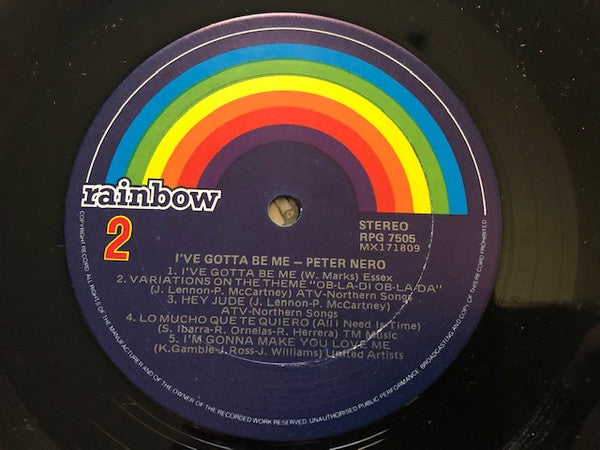 rainbow
2
STEREO
RPG 7505
MX171809
I'VE GOTTA BE ME – PETER NERO
1. I'VE GOTTA BE ME (W. Marks) Essex
2. VARIATIONS ON THE THEME "OB-LA-DI OB-LA-DA"
(J. Lennon-P. McCartney) ATV-Northern Songs
3. HEY JUDE (J. Lennon-P. McCartney)
ATV-Northern Songs
4. LO MUCHO QUE TE QUIERO (All I Need Is Time)
(S. Ibarra-R. Ornelas-R. Herrera) TM Music
5. I'M GONNA MAKE YOU LOVE ME
(K.Gamble-J.Ross-J. Williams) United Artists
COPYRIGHT RECORD. ALL RIGHTS OF THE MANUFACTURER AND OF THE OWNER OF THE RECORDED WORK RESERVED. UNAUTHORISED PUBLIC PERFORMANCE BROADCASTING AND COPYING OF THIS RECORD PROHIBITED